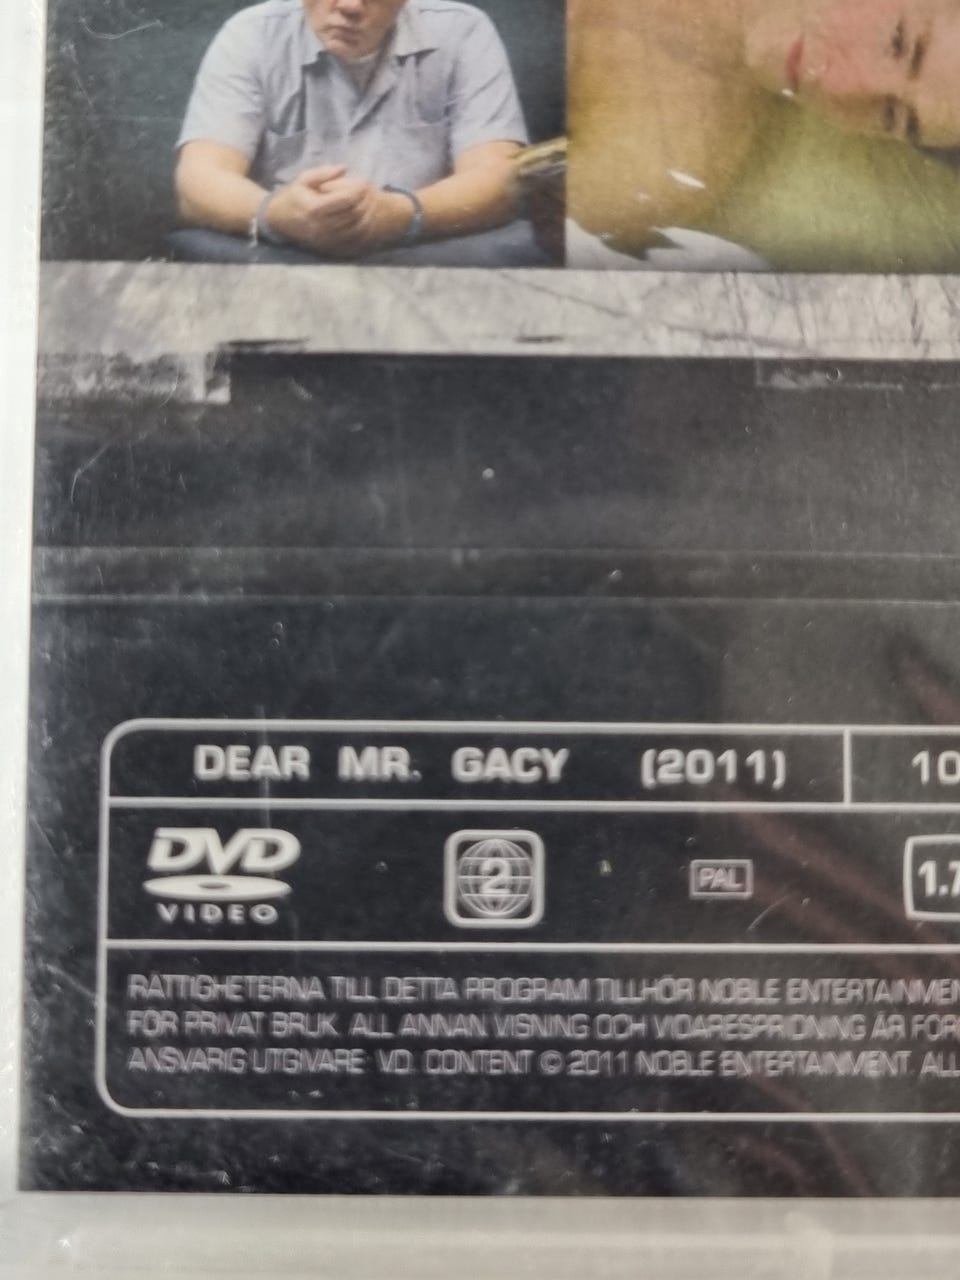 DEAR MR. GACY (2011) 10
DVD VIDEO 2 PAL 1.7
RÄTTIGHETERNA TILL DETTA PROGRAM TILLHÖR NOBLE ENTERTAINMEN
FÖR PRIVAT BRUK. ALL ANNAN VISNING OCH VIDARESPRIDNING ÄR FÖR
ANSVARIG UTGIVARE: VD. CONTENT © 2011 NOBLE ENTERTAINMENT. ALL